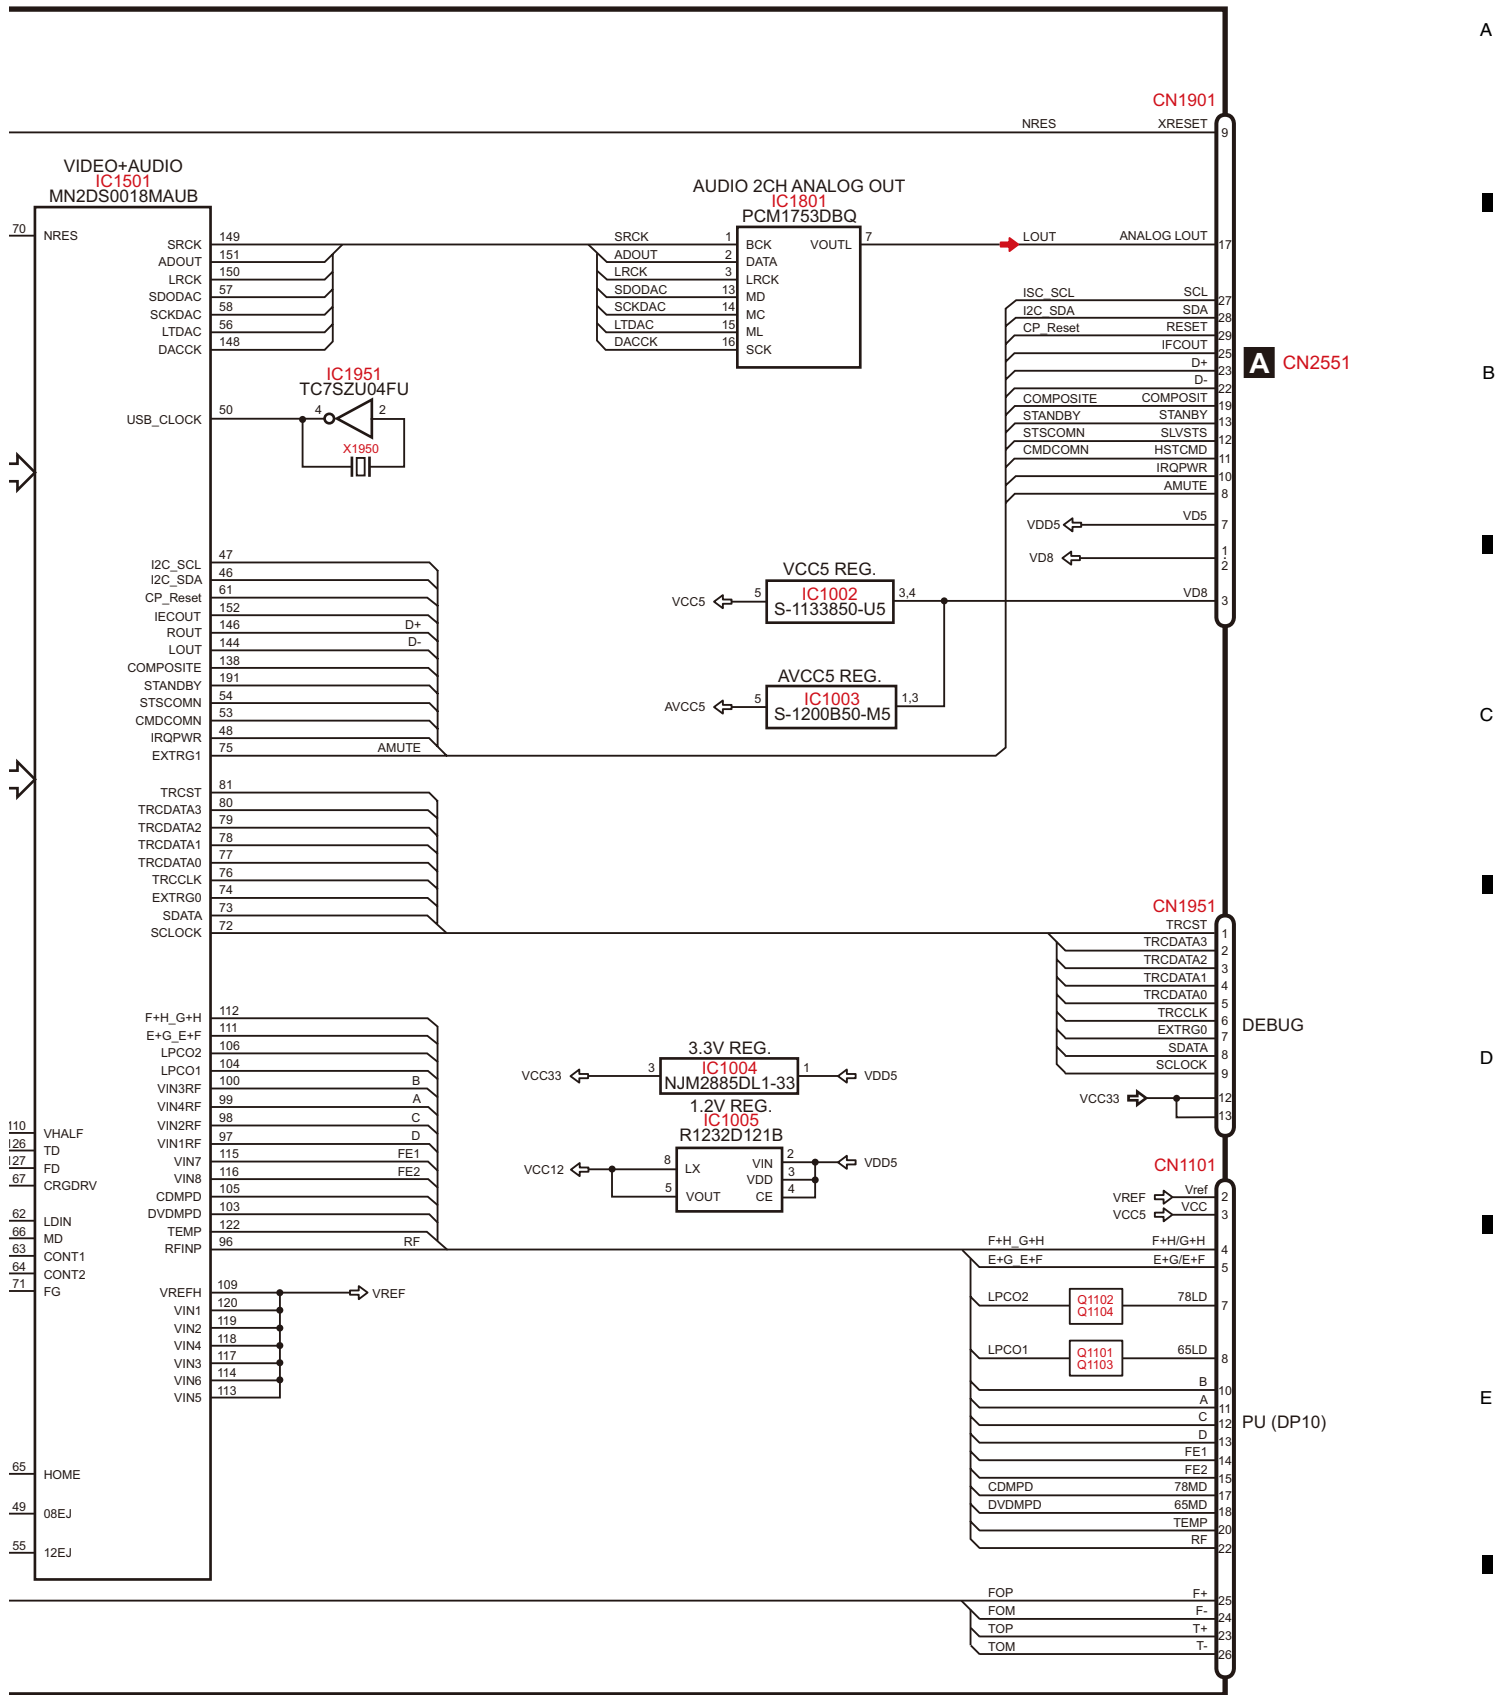 A
CN1901
NRES XRESET 9
VIDEO+AUDIO
IC1501
MN2DS0018MAUB
AUDIO 2CH ANALOG OUT
IC1801
PCM1753DBQ
70 NRES
SRCK 149
ADOUT 151
LRCK 150
SDODAC 57
SCKDAC 58
LTDAC 56
DACCK 148
SRCK 1 BCK
ADOUT 2 DATA
LRCK 3 LRCK
SDODAC 13 MD
SCKDAC 14 MC
LTDAC 15 ML
DACCK 16 SCK
VOUTL 7
LOUT ANALOG LOUT 17
ISC_SCL SCL 27
I2C_SDA SDA 28
CP_Reset RESET 29
IFCOUT 25
D+ 23
D- 22
COMPOSITE COMPOSIT 19
STANDBY STANBY 13
STSCOMN SLVSTS 12
CMDCOMN HSTCMD 11
IRQPWR 10
AMUTE 8
VDD5 VD5 7
VD8 1
.
2
VD8 3
A CN2551
B
IC1951
TC7SZU04FU
USB_CLOCK 50
4 2
X1950
I2C_SCL 47
I2C_SDA 46
CP_Reset 61
IECOUT 152
ROUT 146 D+
LOUT 144 D-
COMPOSITE 138
STANDBY 191
STSCOMN 54
CMDCOMN 53
IRQPWR 48
EXTRG1 75 AMUTE
VCC5 REG.
VCC5 5 IC1002 3,4
S-1133850-U5
AVCC5 REG.
AVCC5 5 IC1003 1,3
S-1200B50-M5
C
TRCST 81
TRCDATA3 80
TRCDATA2 79
TRCDATA1 78
TRCDATA0 77
TRCCLK 76
EXTRG0 74
SDATA 73
SCLOCK 72
CN1951
TRCST 1
TRCDATA3 2
TRCDATA2 3
TRCDATA1 4
TRCDATA0 5
TRCCLK 6
EXTRG0 7
SDATA 8
SCLOCK 9
VCC33 12
13
DEBUG
D
F+H_G+H 112
E+G_E+F 111
LPCO2 106
LPCO1 104
VIN3RF 100 B
VIN4RF 99 A
VIN2RF 98 C
VIN1RF 97 D
VIN7 115 FE1
VIN8 116 FE2
CDMPD 105
DVDMPD 103
TEMP 122
RFINP 96 RF
VREFH 109 VREF
VIN1 120
VIN2 119
VIN4 118
VIN3 117
VIN6 114
VIN5 113
3.3V REG.
VCC33 3 IC1004 1 VDD5
NJM2885DL1-33
1.2V REG.
IC1005
R1232D121B
VCC12 8 LX VIN 2 VDD5
VDD 3
5 VOUT CE 4
110 VHALF
126 TD
127 FD
67 CRGDRV
62 LDIN
66 MD
63 CONT1
64 CONT2
71 FG
65 HOME
49 08EJ
55 12EJ
CN1101
VREF Vref 2
VCC5 VCC 3
F+H_G+H F+H/G+H 4
E+G_E+F E+G/E+F 5
LPCO2 Q1102 78LD 7
Q1104
LPCO1 Q1101 65LD 8
Q1103
B 10
A 11
C 12
D 13
FE1 14
FE2 15
CDMPD 78MD 17
DVDMPD 65MD 18
TEMP 20
RF 22
E
PU (DP10)
FOP F+ 25
FOM F- 24
TOP T+ 23
TOM T- 26